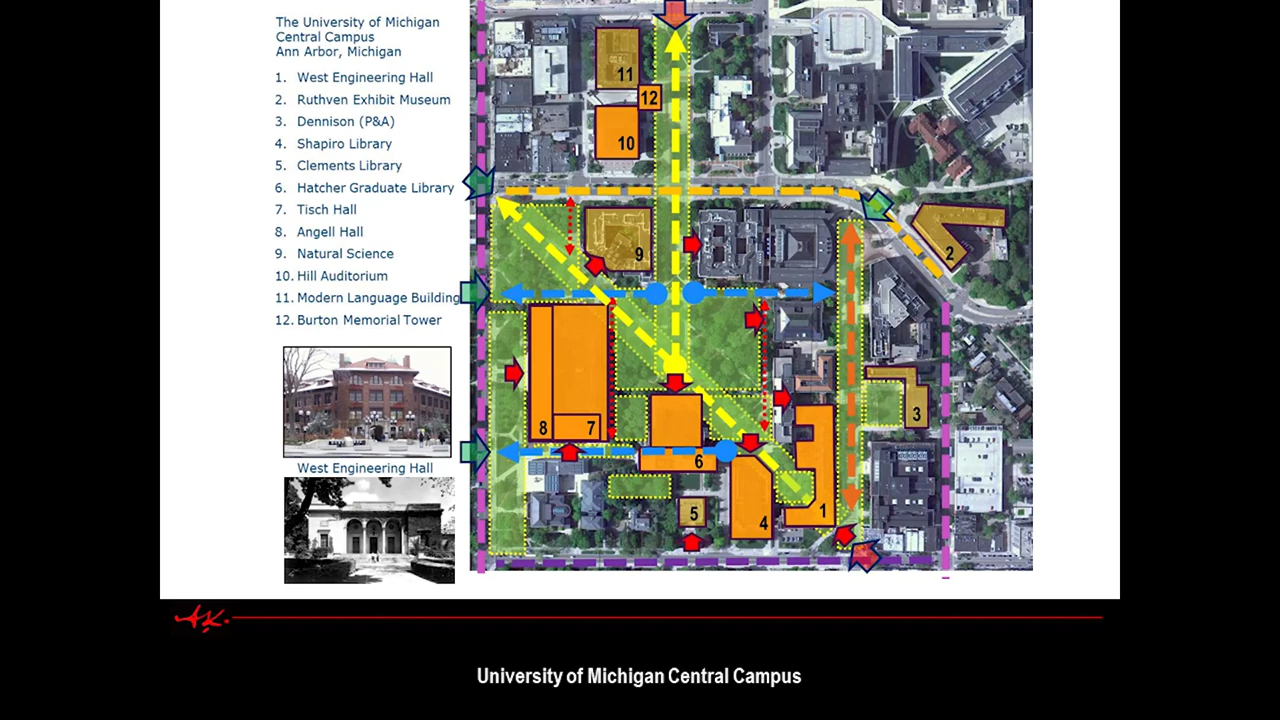 The University of Michigan
Central Campus
Ann Arbor, Michigan
1. West Engineering Hall
2. Ruthven Exhibit Museum
3. Dennison (P&A)
4. Shapiro Library
5. Clements Library
6. Hatcher Graduate Library
7. Tisch Hall
8. Angell Hall
9. Natural Science
10. Hill Auditorium
11. Modern Language Building
12. Burton Memorial Tower
West Engineering Hall
11
12
10
9
2
3
8
7
6
5
4
1
A.K.
University of Michigan Central Campus